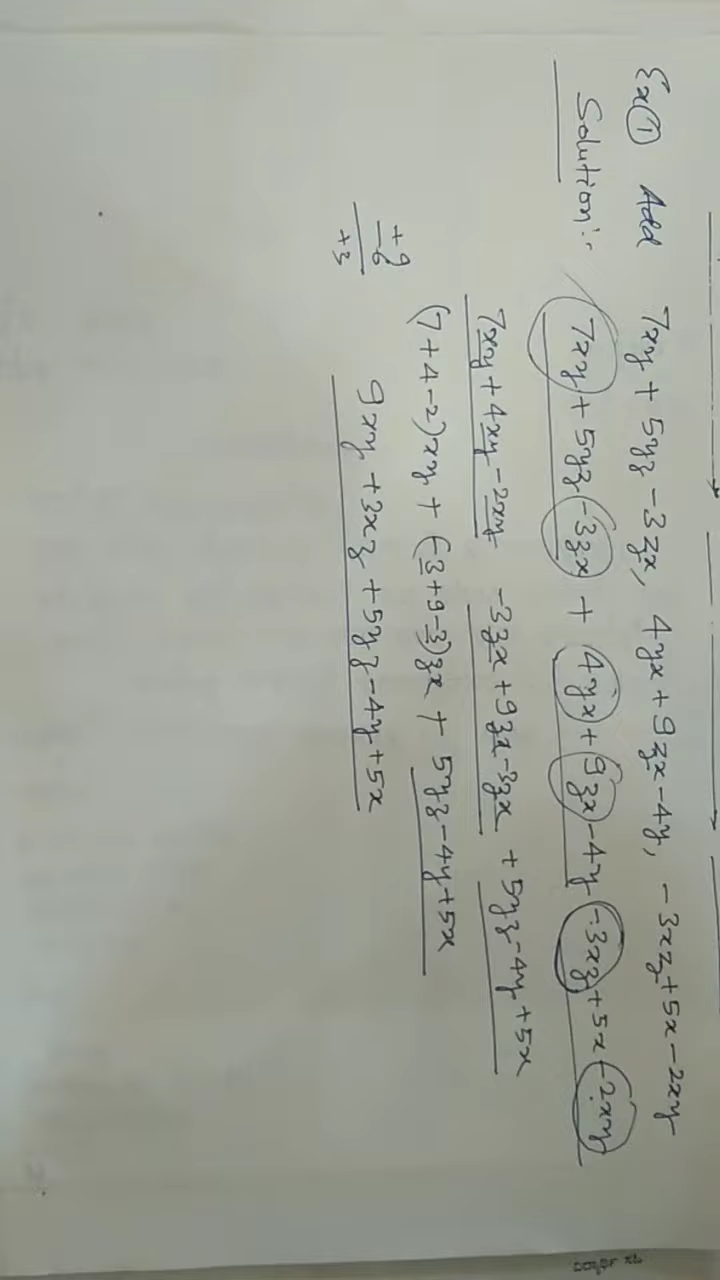 Ex① Add 7xy + 5yz - 3zx, 4yx + 9zx - 4y, - 3xz + 5x - 2xy
Solution:-
7xy + 5yz - 3zx + 4yx + 9zx - 4y - 3xz + 5x - 2xy
7xy + 4xy - 2xy - 3zx + 9zx - 3zx + 5yz - 4y + 5x
(7 + 4 - 2)xy + (-3 + 9 - 3)zx + 5yz - 4y + 5x
+9
-6
+3
9xy + 3xz + 5yz - 4y + 5x